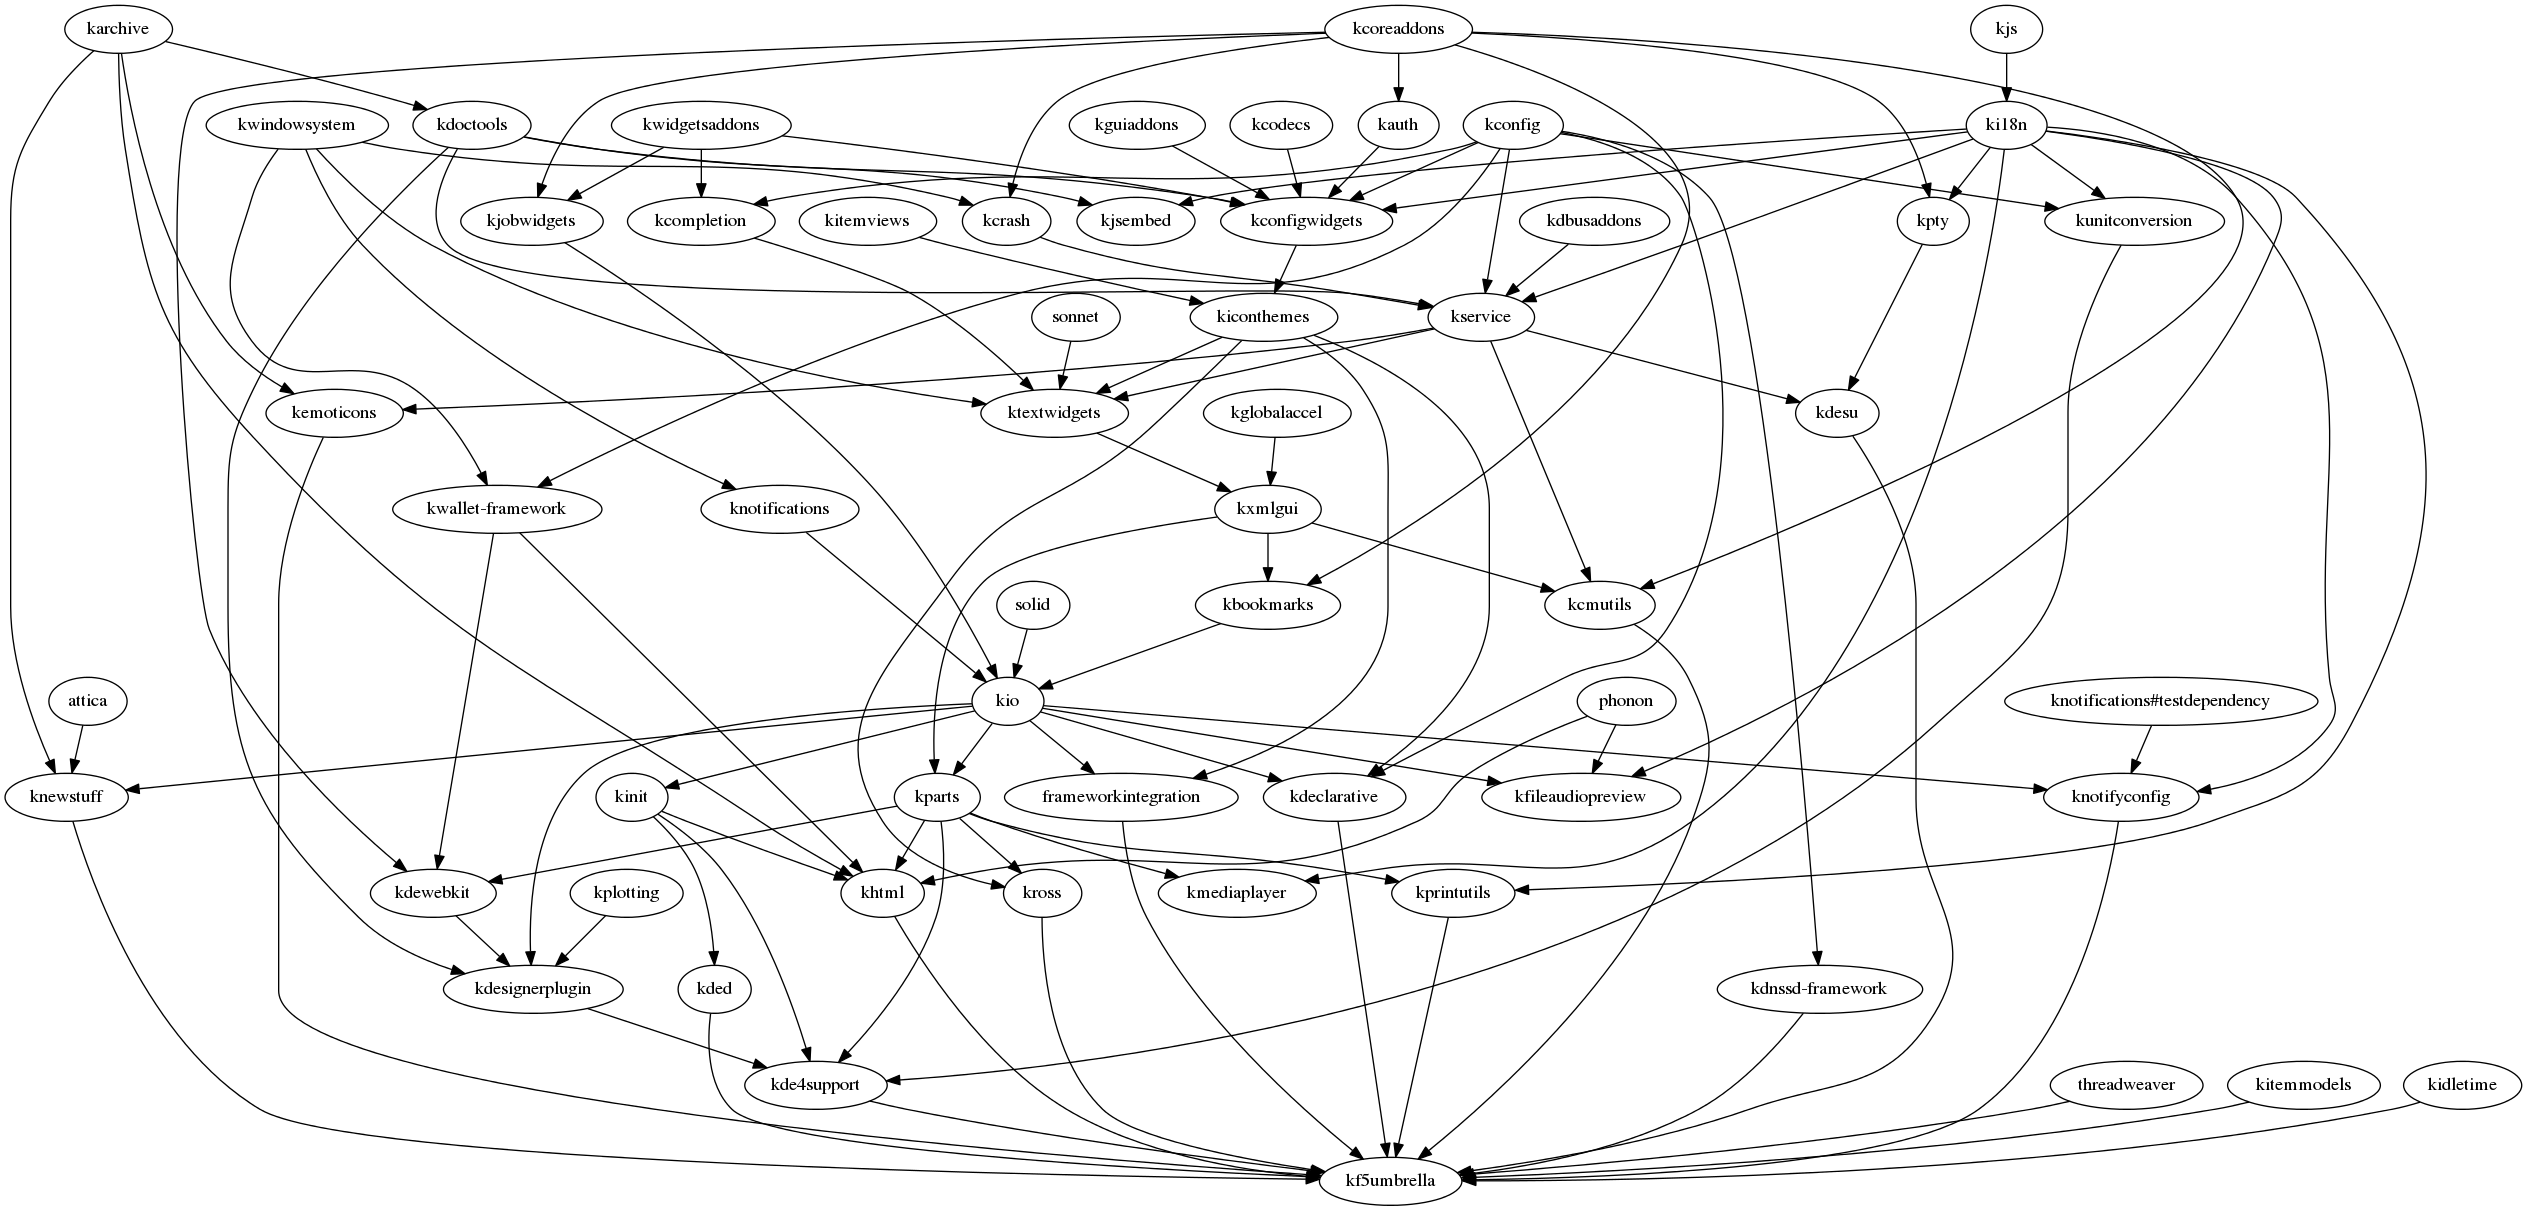 karchive
kcoreaddons
kjs
kwindowsystem
kdoctools
kwidgetsaddons
kguiaddons
kcodecs
kauth
kconfig
ki18n
kjobwidgets
kcompletion
kitemviews
kcrash
kjsembed
kconfigwidgets
kdbusaddons
kpty
kunitconversion
sonnet
kiconthemes
kservice
kemoticons
ktextwidgets
kglobalaccel
kdesu
kwallet-framework
knotifications
kxmlgui
solid
kbookmarks
kcmutils
attica
kio
phonon
knotifications#testdependency
knewstuff
kinit
kparts
frameworkintegration
kdeclarative
kfileaudiopreview
knotifyconfig
kdewebkit
kplotting
khtml
kross
kmediaplayer
kprintutils
kdesignerplugin
kded
kdnssd-framework
kde4support
threadweaver
kitemmodels
kidletime
kf5umbrella